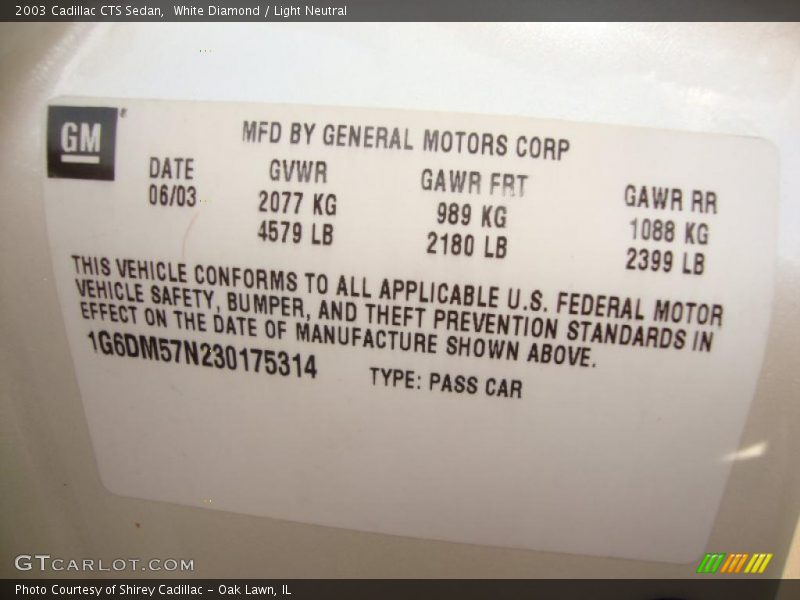 2003 Cadillac CTS Sedan, White Diamond / Light Neutral
GM
MFD BY GENERAL MOTORS CORP
DATE GVWR GAWR FRT GAWR RR
06/03 2077 KG 989 KG 1088 KG
4579 LB 2180 LB 2399 LB
THIS VEHICLE CONFORMS TO ALL APPLICABLE U.S. FEDERAL MOTOR
VEHICLE SAFETY, BUMPER, AND THEFT PREVENTION STANDARDS IN
EFFECT ON THE DATE OF MANUFACTURE SHOWN ABOVE.
1G6DM57N230175314 TYPE: PASS CAR
GTCARLOT.COM
Photo Courtesy of Shirey Cadillac - Oak Lawn, IL